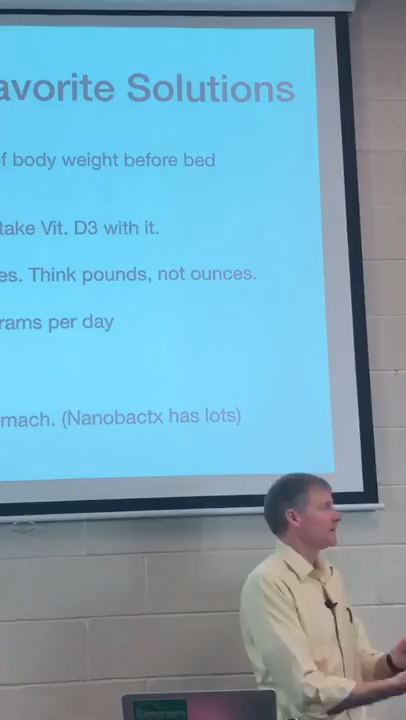 avorite Solutions
of body weight before bed
take Vit. D3 with it.
es. Think pounds, not ounces.
rams per day
mach. (Nanobactx has lots)